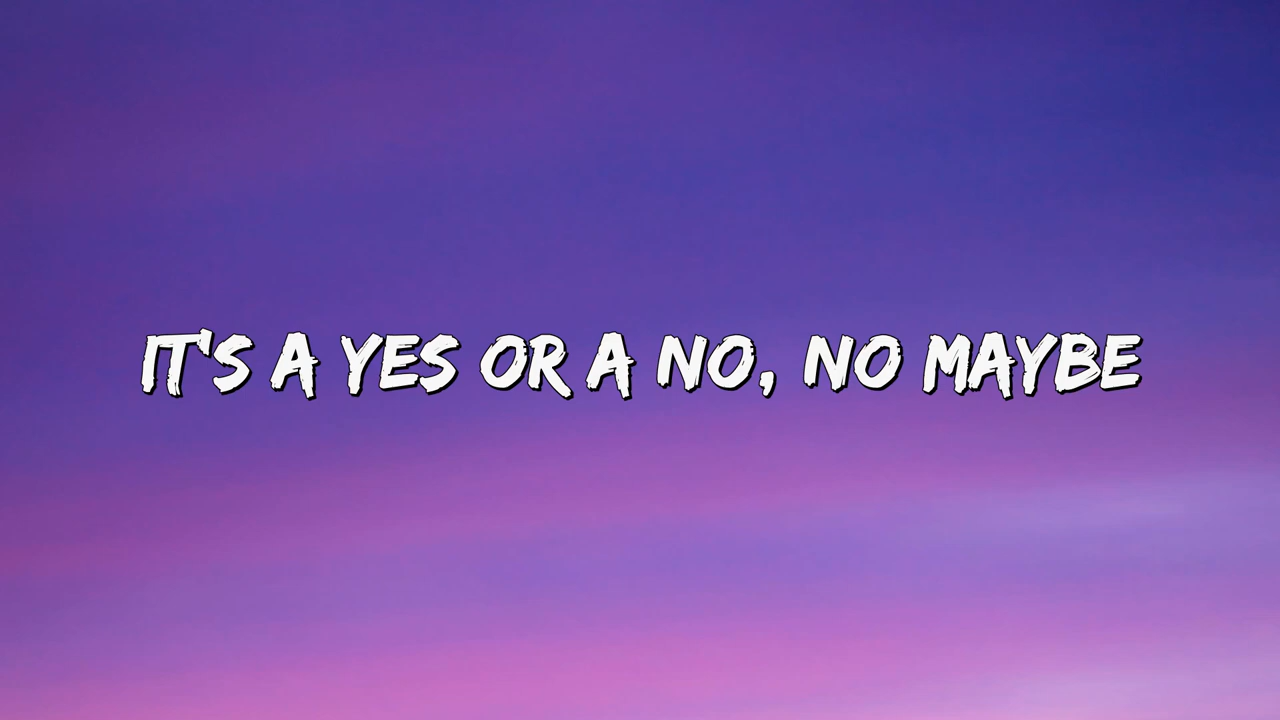 IT'S A YES OR A NO, NO MAYBE